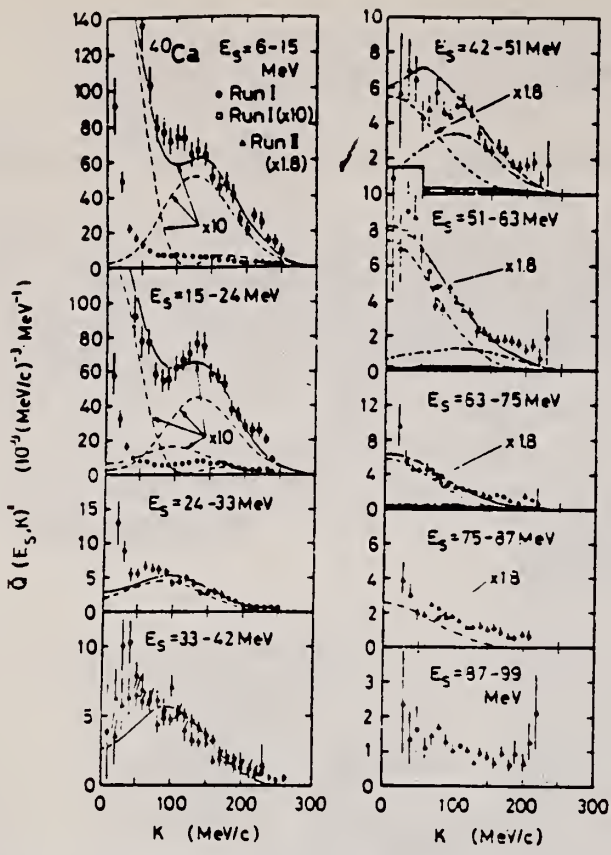 ⁴⁰Ca E_S = 6-15 MeV
• Run I
□ Run I (x10)
▲ Run II (x1.8)
140
120
100
80
60
40
20
0
x10
E_S = 15-24 MeV
100
80
60
40
20
0
x10
E_S = 24-33 MeV
15
10
5
0
E_S = 33-42 MeV
10
5
0
0 100 200 300
K (MeV/c)
Q̄ (E_S,K)² (10⁻⁹) (MeV/c)⁻³ MeV⁻¹
E_S = 42-51 MeV
10
8
6
4
2
x1.8
E_S = 51-63 MeV
10
8
6
4
2
0
x1.8
E_S = 63-75 MeV
12
8
4
0
x1.8
E_S = 75-87 MeV
6
4
2
0
x1.8
E_S = 87-99 MeV
3
2
1
0
0 100 200 300
K (MeV/c)